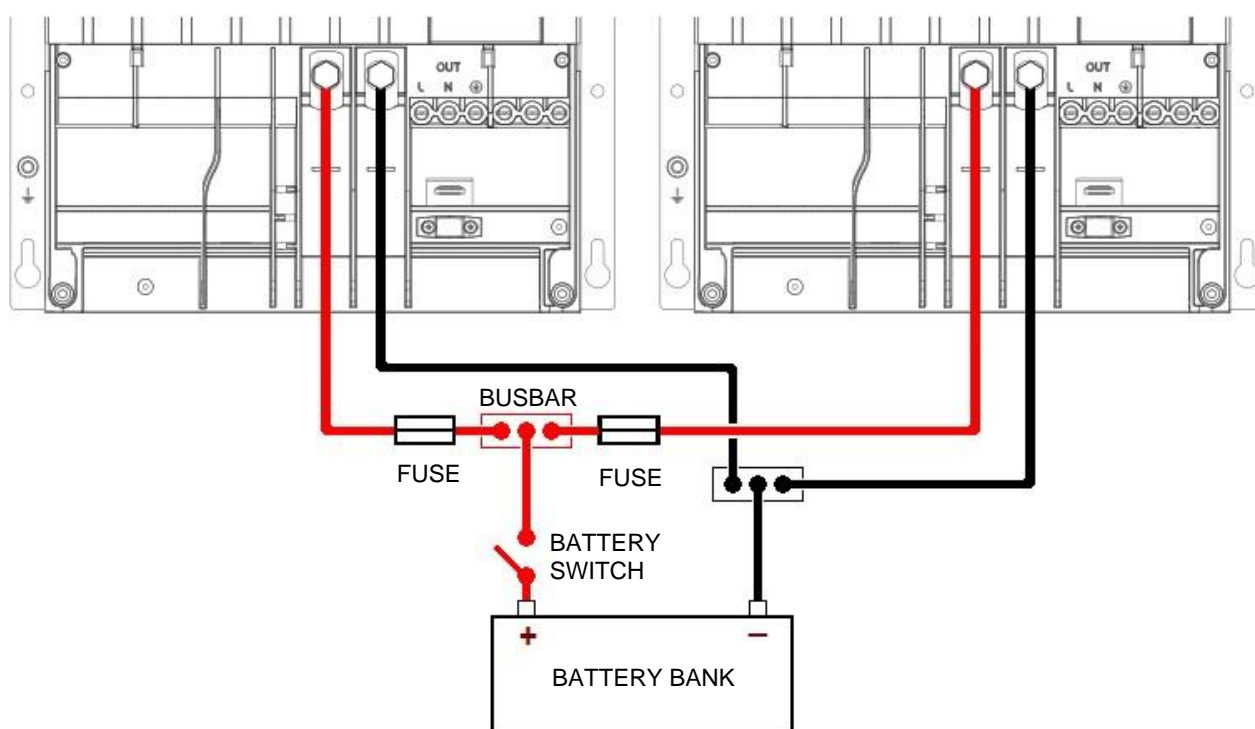 OUT
L N
OUT
L N
BUSBAR
FUSE
FUSE
BATTERY
SWITCH
+ −
BATTERY BANK